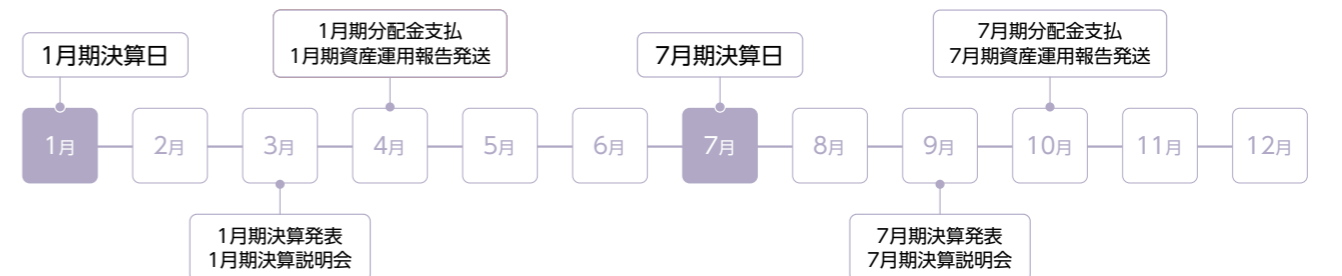 1月期決算日
1月期分配金支払
1月期資産運用報告発送
7月期決算日
7月期分配金支払
7月期資産運用報告発送
1月 2月 3月 4月 5月 6月 7月 8月 9月 10月 11月 12月
1月期決算発表
1月期決算説明会
7月期決算発表
7月期決算説明会